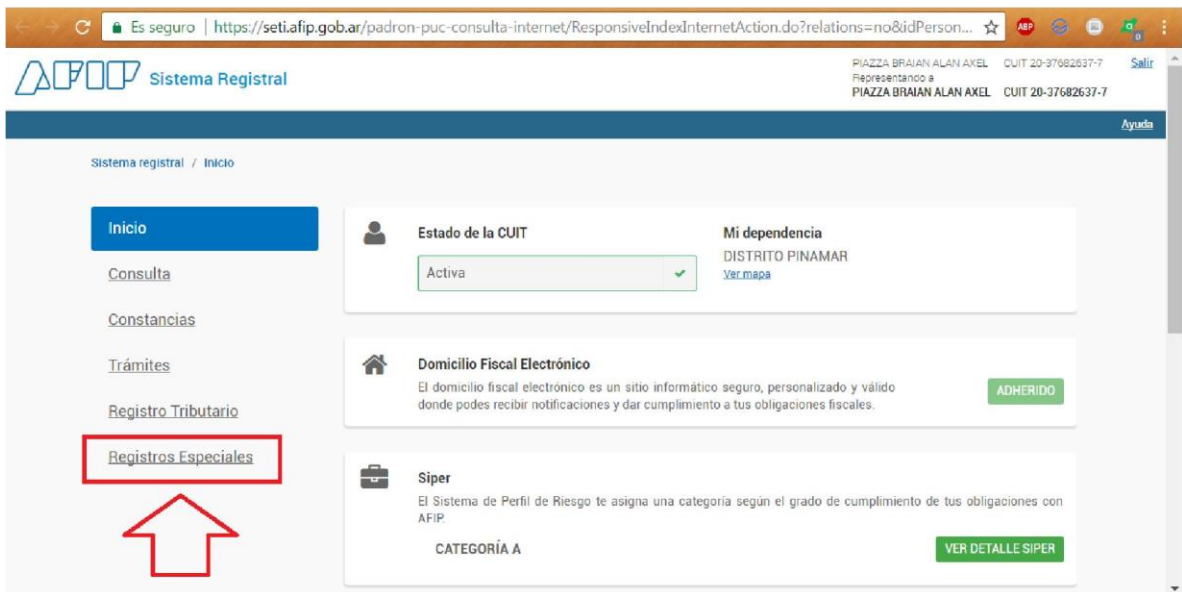 Es seguro | https://seti.afip.gob.ar/padron-puc-consulta-internet/ResponsiveIndexInternetAction.do?relations=no&idPerson...
ABP
AFIP Sistema Registral
PIAZZA BRAIAN ALAN AXEL CUIT 20-37682637-7
Salir
Representando a
PIAZZA BRAIAN ALAN AXEL CUIT 20-37682637-7
Ayuda
Sistema registral / Inicio
Inicio
Consulta
Constancias
Trámites
Registro Tributario
Registros Especiales
Estado de la CUIT
Activa
Mi dependencia
DISTRITO PINAMAR
Ver mapa
Domicilio Fiscal Electrónico
El domicilio fiscal electrónico es un sitio informático seguro, personalizado y válido
donde podes recibir notificaciones y dar cumplimiento a tus obligaciones fiscales.
ADHERIDO
Siper
El Sistema de Perfil de Riesgo te asigna una categoría según el grado de cumplimiento de tus obligaciones con
AFIP.
CATEGORÍA A
VER DETALLE SIPER